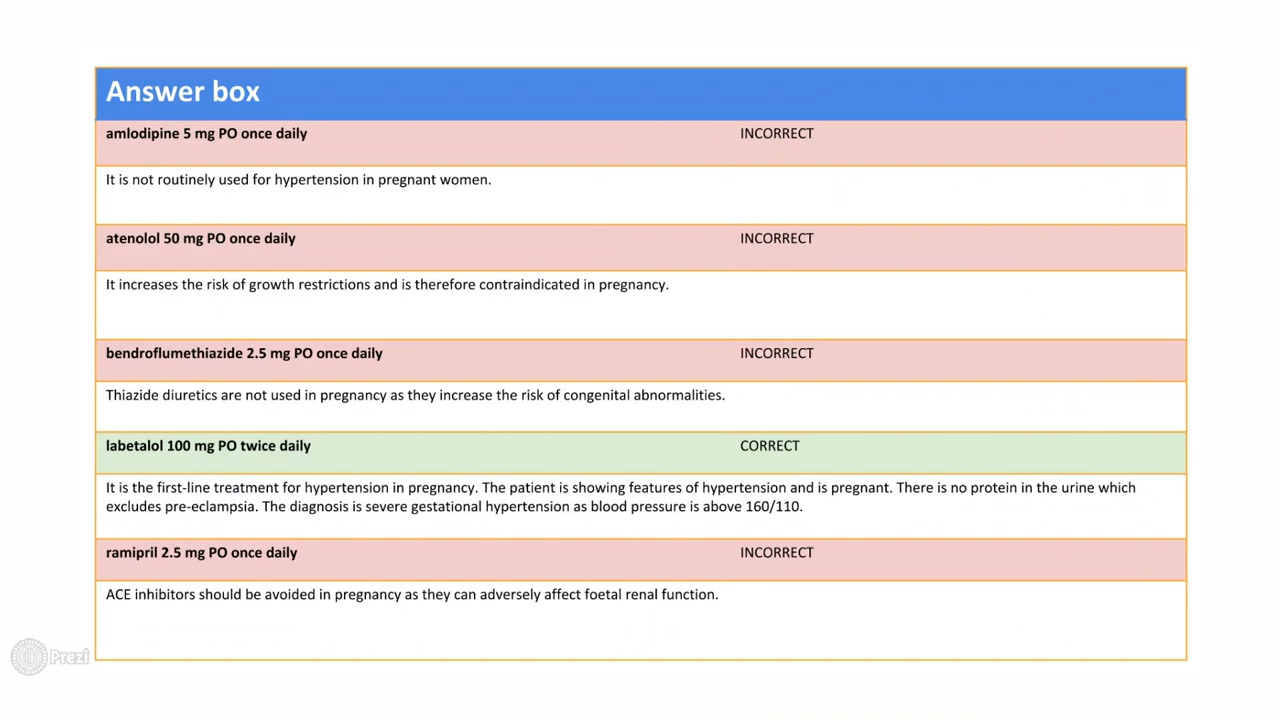 Answer box
amlodipine 5 mg PO once daily INCORRECT
It is not routinely used for hypertension in pregnant women.
atenolol 50 mg PO once daily INCORRECT
It increases the risk of growth restrictions and is therefore contraindicated in pregnancy.
bendroflumethiazide 2.5 mg PO once daily INCORRECT
Thiazide diuretics are not used in pregnancy as they increase the risk of congenital abnormalities.
labetalol 100 mg PO twice daily CORRECT
It is the first-line treatment for hypertension in pregnancy. The patient is showing features of hypertension and is pregnant. There is no protein in the urine which
excludes pre-eclampsia. The diagnosis is severe gestational hypertension as blood pressure is above 160/110.
ramipril 2.5 mg PO once daily INCORRECT
ACE inhibitors should be avoided in pregnancy as they can adversely affect foetal renal function.
Prezi